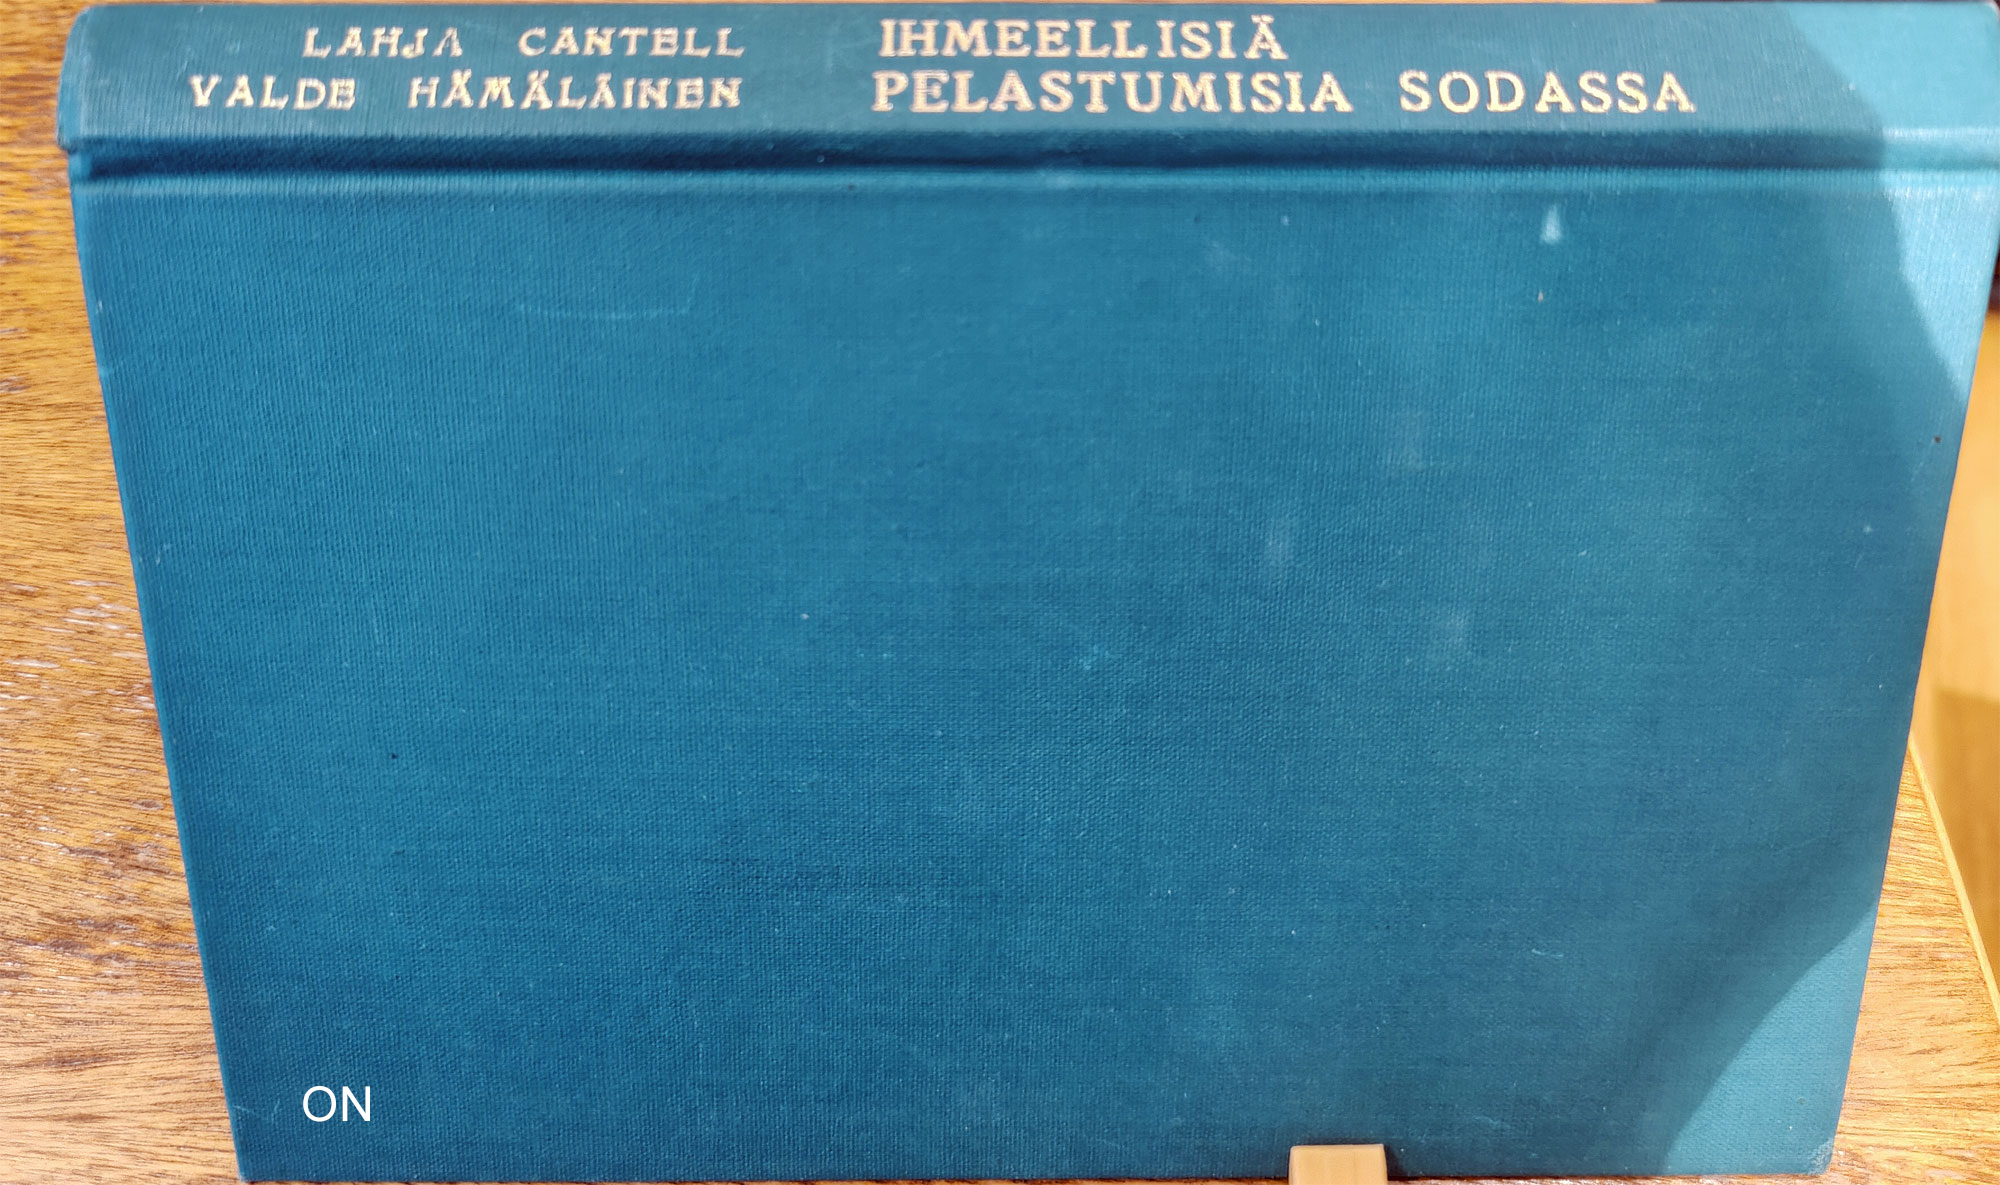 LAHJA CANTELL
VALDE HÄMÄLÄINEN
IHMEELLISIÄ
PELASTUMISIA SODASSA
ON